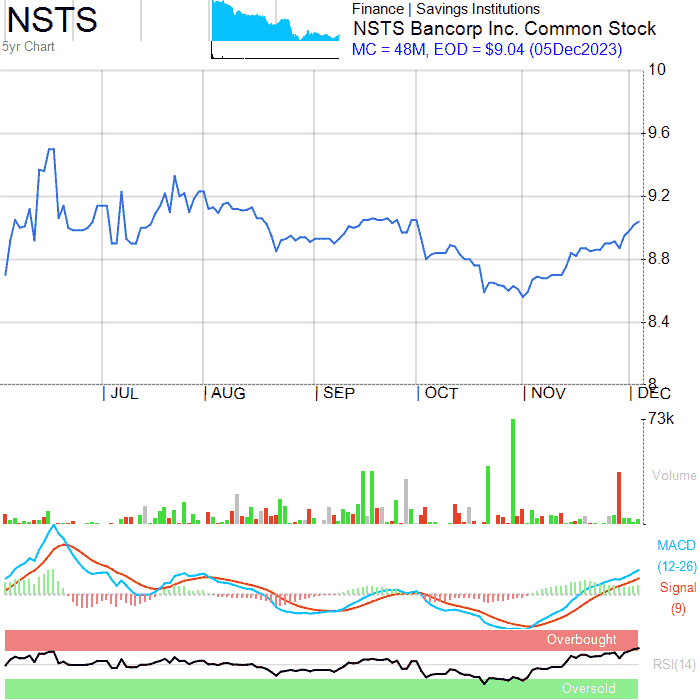 NSTS
5yr Chart
Finance | Savings Institutions
NSTS Bancorp Inc. Common Stock
MC = 48M, EOD = $9.04 (05Dec2023)
10
9.6
9.2
8.8
8.4
8
| JUL | AUG | SEP | OCT | NOV | DEC
73k
Volume
MACD
(12-26)
Signal
(9)
Overbought
RSI(14)
Oversold